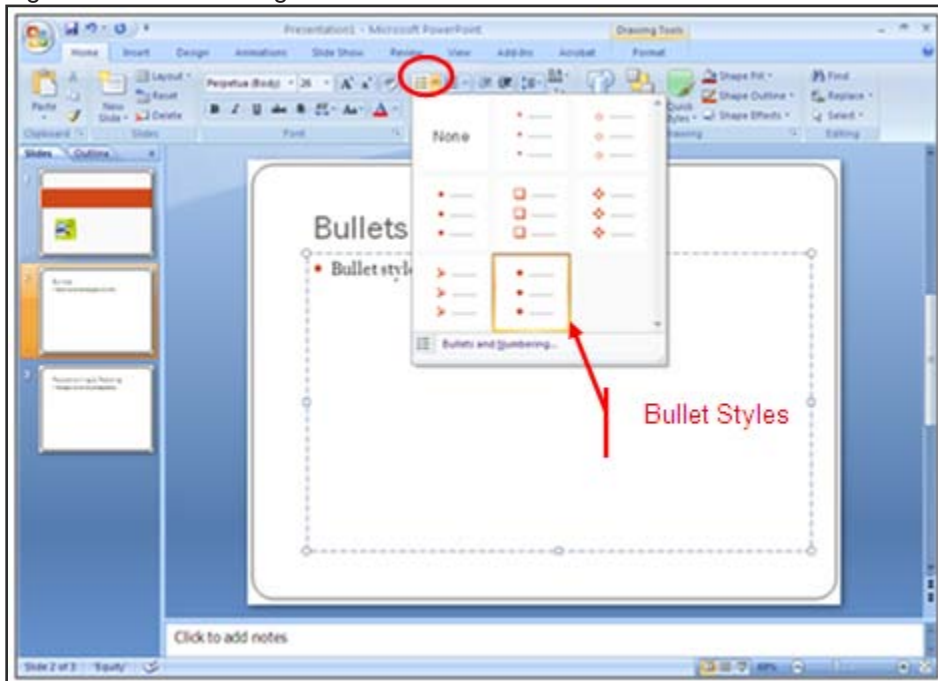 Presentation1 - Microsoft PowerPoint
Drawing Tools
Home Insert Design Animations Slide Show Review View Add-Ins Acrobat Format
Paste
New Slide
Layout
Reset
Delete
Perpetua (Body) 26
Quick Styles
Shape Fill
Shape Outline
Shape Effects
Find
Replace
Select
Clipboard Slides Font Drawing Editing
Slides Outline
None
Bullets
Bullet style
Bullets and Numbering...
Bullet Styles
Click to add notes
Slide 2 of 3 "Equity"